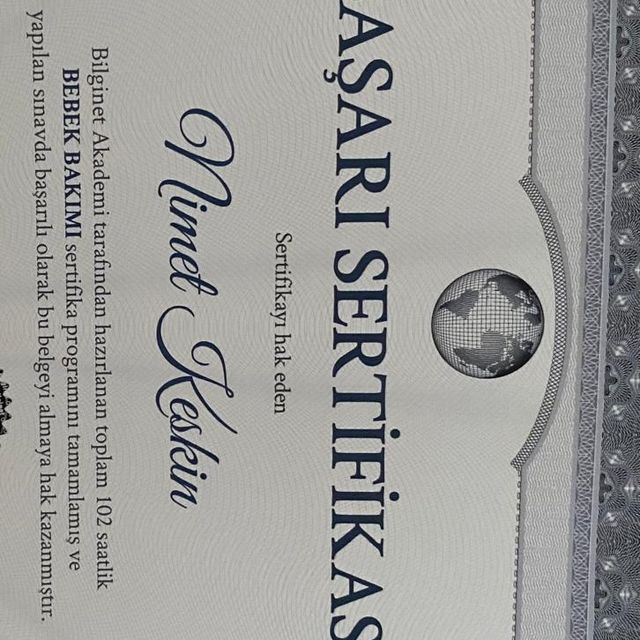 AŞARI SERTİFİKAS
Sertifikayı hak eden
Nimet Keskin
Bilginet Akademi tarafından hazırlanan toplam 102 saatlik
BEBEK BAKIMI sertifika programını tamamlamış ve
yapılan sınavda başarılı olarak bu belgeyi almaya hak kazanmıştır.